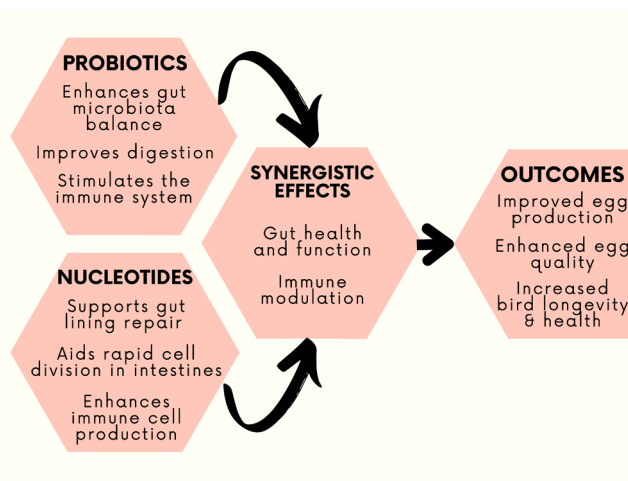 PROBIOTICS
Enhances gut
microbiota
balance
Improves digestion
Stimulates the
immune system
NUCLEOTIDES
Supports gut
lining repair
Aids rapid cell
division in intestines
Enhances
immune cell
production
SYNERGISTIC
EFFECTS
Gut health
and function
Immune
modulation
OUTCOMES
Improved egg
production
Enhanced egg
quality
Increased
bird longevity
& health